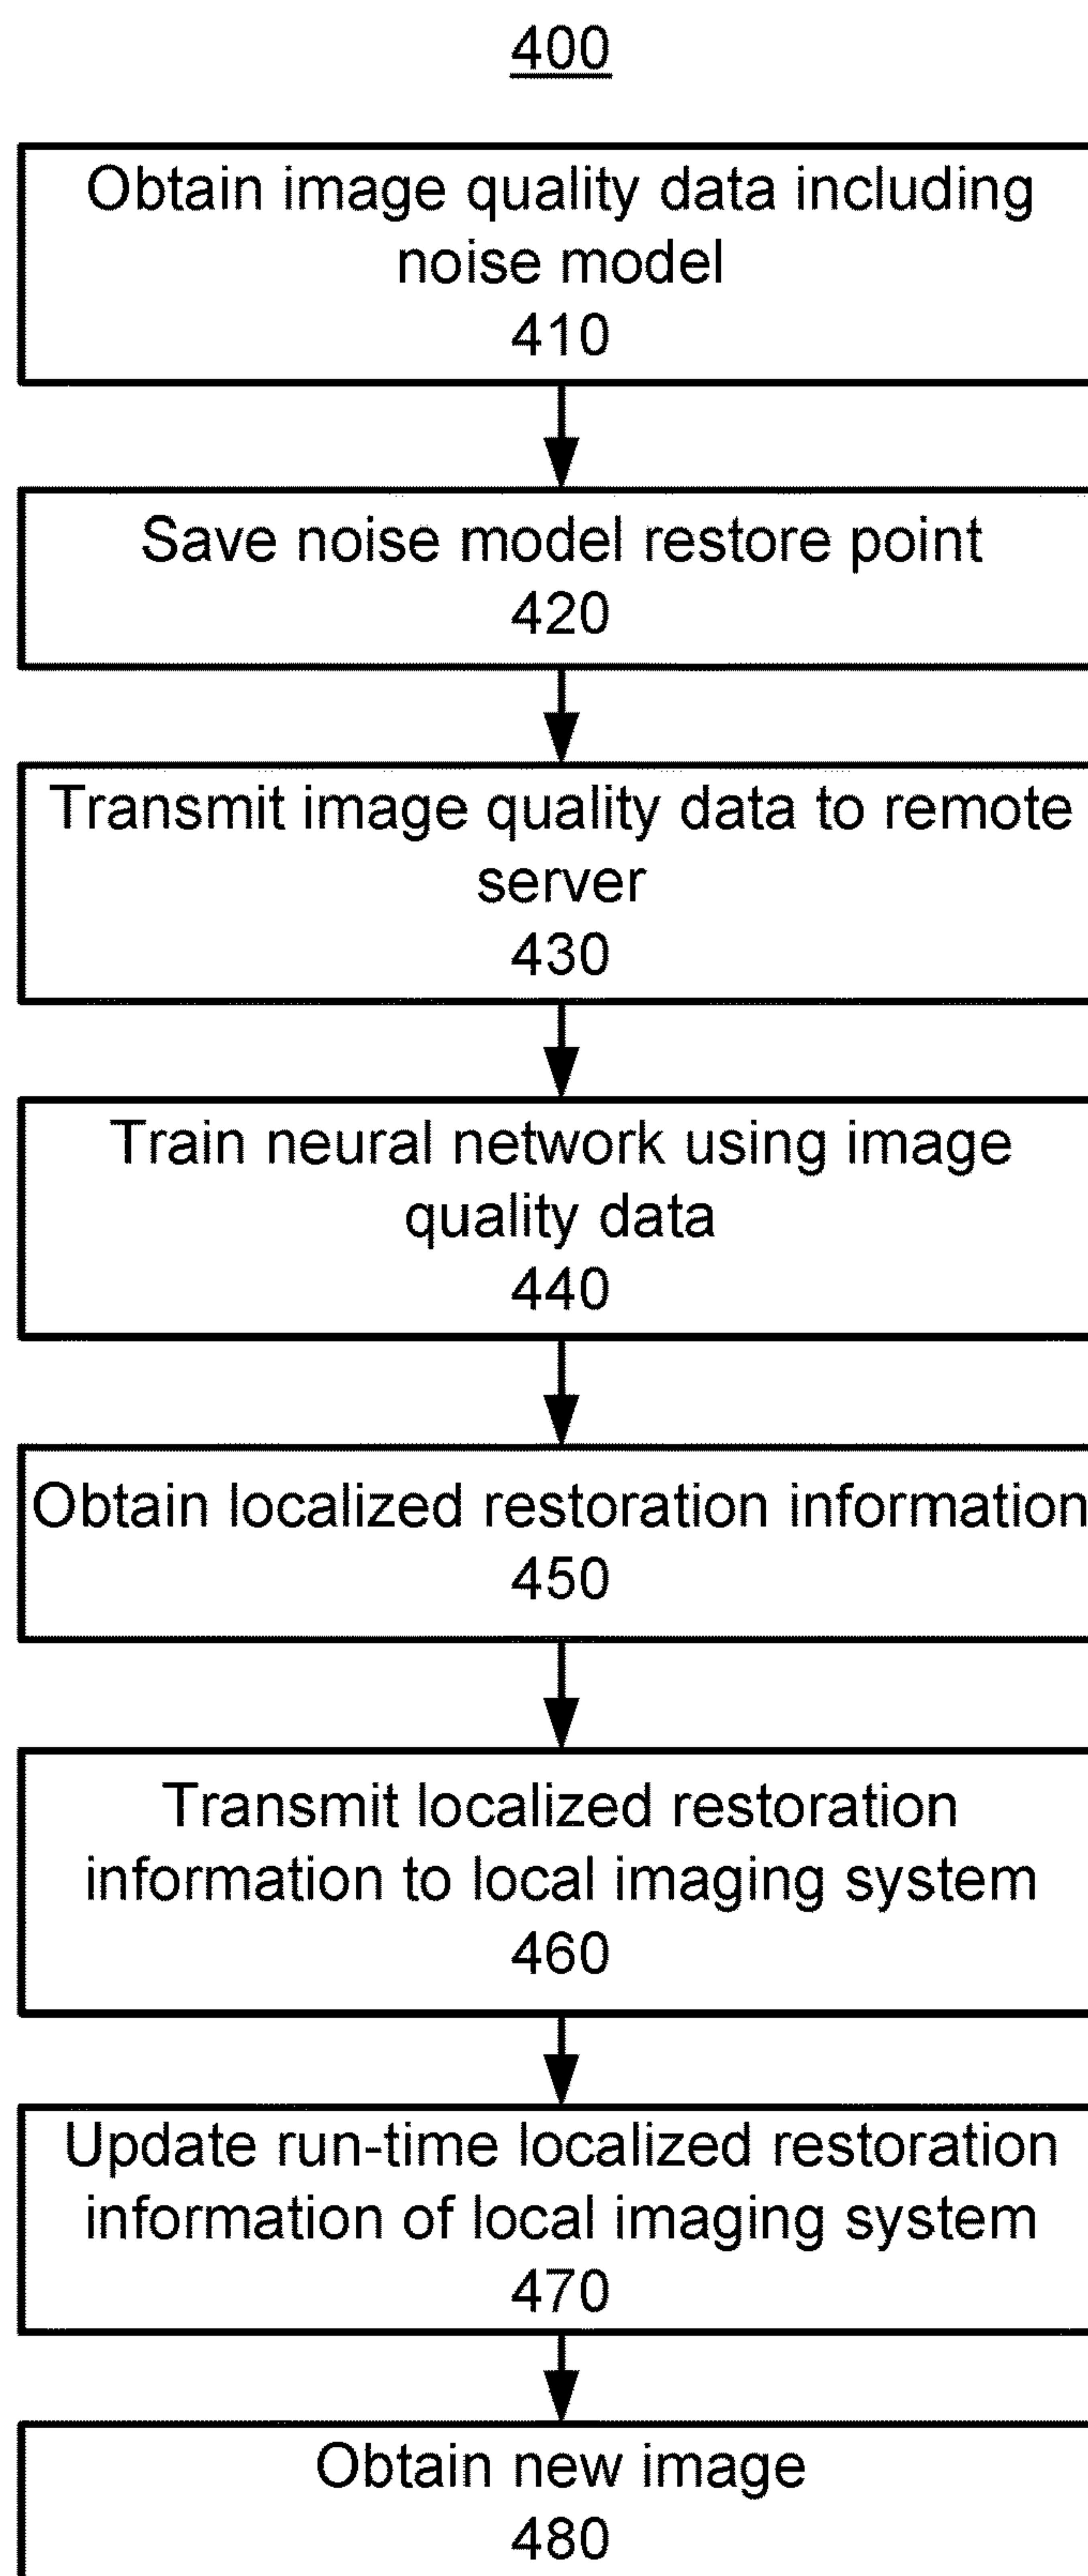 400
Obtain image quality data including
noise model
410
Save noise model restore point
420
Transmit image quality data to remote
server
430
Train neural network using image
quality data
440
Obtain localized restoration information
450
Transmit localized restoration
information to local imaging system
460
Update run-time localized restoration
information of local imaging system
470
Obtain new image
480